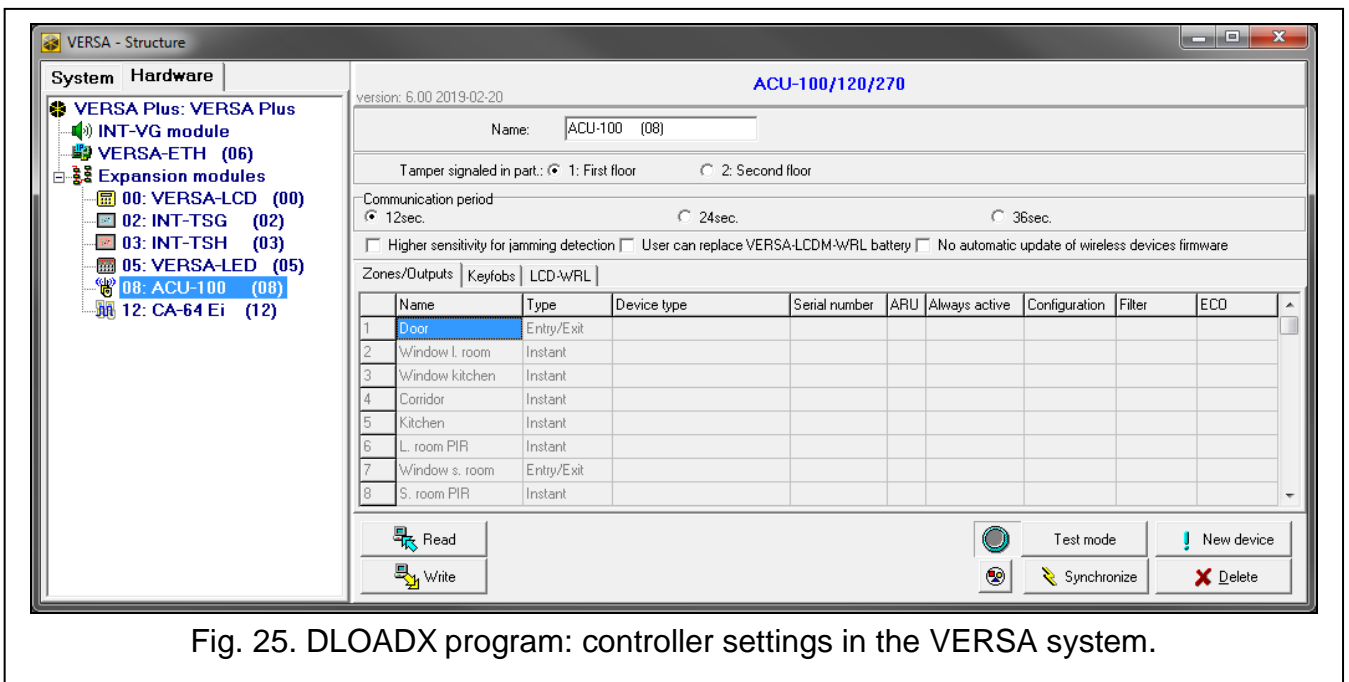 VERSA - Structure
System Hardware
VERSA Plus: VERSA Plus
INT-VG module
VERSA-ETH (06)
Expansion modules
00: VERSA-LCD (00)
02: INT-TSG (02)
03: INT-TSH (03)
05: VERSA-LED (05)
08: ACU-100 (08)
12: CA-64 Ei (12)
ACU-100/120/270
version: 6.00 2019-02-20
Name: ACU-100 (08)
Tamper signaled in part.: 1: First floor 2: Second floor
Communication period
12sec. 24sec. 36sec.
Higher sensitivity for jamming detection User can replace VERSA-LCDM-WRL battery No automatic update of wireless devices firmware
Zones/Outputs Keyfobs LCD-WRL
Name Type Device type Serial number ARU Always active Configuration Filter ECO
1 Door Entry/Exit
2 Window l. room Instant
3 Window kitchen Instant
4 Corridor Instant
5 Kitchen Instant
6 L. room PIR Instant
7 Window s. room Entry/Exit
8 S. room PIR Instant
Read Test mode New device
Write Synchronize Delete
Fig. 25. DLOADX program: controller settings in the VERSA system.